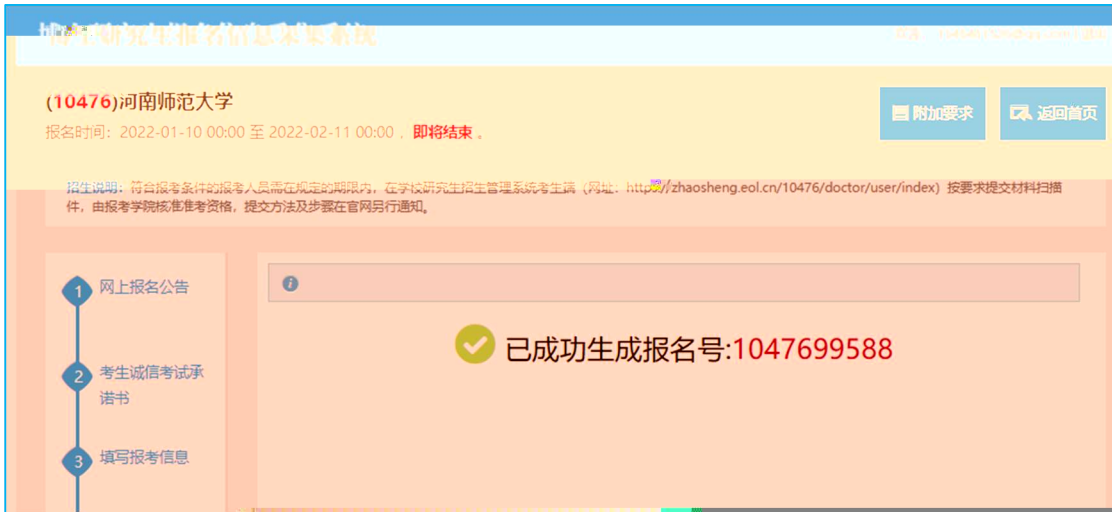 博士研究生报名信息采集系统
(10476)河南师范大学
报名时间：2022-01-10 00:00 至 2022-02-11 00:00 ，即将结束 。
附加要求
返回首页
招生说明：符合报考条件的报考人员需在规定的期限内，在学校研究生招生管理系统考生端（网址：https://zhaosheng.eol.cn/10476/doctor/user/index）按要求提交材料扫描
件，由报考学院核准准考资格，提交方法及步骤在官网另行通知。
1 网上报名公告
已成功生成报名号:1047699588
2 考生诚信考试承
诺书
3 填写报考信息